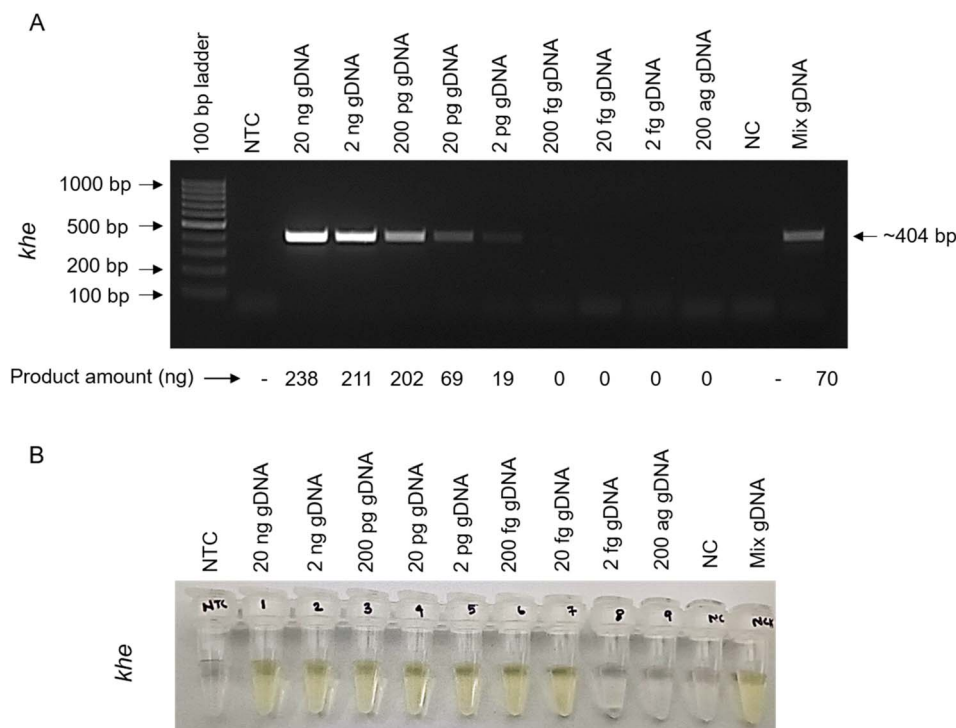 A
100 bp ladder
NTC
20 ng gDNA
2 ng gDNA
200 pg gDNA
20 pg gDNA
2 pg gDNA
200 fg gDNA
20 fg gDNA
2 fg gDNA
200 ag gDNA
NC
Mix gDNA
1000 bp
500 bp
200 bp
100 bp
khe
~404 bp
Product amount (ng) - 238 211 202 69 19 0 0 0 0 - 70
B
NTC
20 ng gDNA
2 ng gDNA
200 pg gDNA
20 pg gDNA
2 pg gDNA
200 fg gDNA
20 fg gDNA
2 fg gDNA
200 ag gDNA
NC
Mix gDNA
NTC 1 2 3 4 5 6 7 8 9 NC
khe